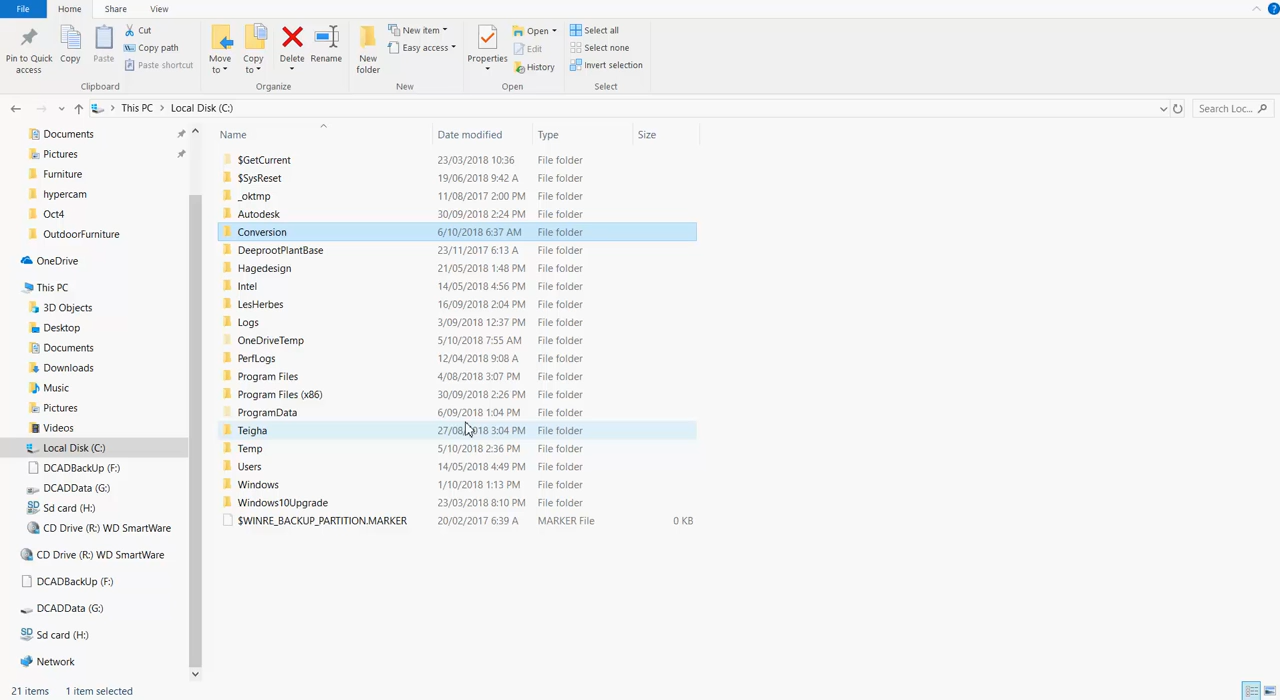 File Home Share View
Pin to Quick access
Copy
Paste
Cut
Copy path
Paste shortcut
Move to
Copy to
Delete
Rename
New folder
New item
Easy access
Properties
Open
Edit
History
Select all
Select none
Invert selection
Clipboard Organize New Open Select
This PC Local Disk (C:) Search Loc...
Documents
Pictures
Furniture
hypercam
Oct4
OutdoorFurniture
OneDrive
This PC
3D Objects
Desktop
Documents
Downloads
Music
Pictures
Videos
Local Disk (C:)
DCADBackUp (F:)
DCADData (G:)
Sd card (H:)
CD Drive (R:) WD SmartWare
CD Drive (R:) WD SmartWare
DCADBackUp (F:)
DCADData (G:)
Sd card (H:)
Network
Name Date modified Type Size
$GetCurrent 23/03/2018 10:36 File folder
$SysReset 19/06/2018 9:42 A File folder
_oktmp 11/08/2017 2:00 PM File folder
Autodesk 30/09/2018 2:24 PM File folder
Conversion 6/10/2018 6:37 AM File folder
DeeprootPlantBase 23/11/2017 6:13 A File folder
Hagedesign 21/05/2018 1:48 PM File folder
Intel 14/05/2018 4:56 PM File folder
LesHerbes 16/09/2018 2:04 PM File folder
Logs 3/09/2018 12:37 PM File folder
OneDriveTemp 5/10/2018 7:55 AM File folder
PerfLogs 12/04/2018 9:08 A File folder
Program Files 4/08/2018 3:07 PM File folder
Program Files (x86) 30/09/2018 2:26 PM File folder
ProgramData 6/09/2018 1:04 PM File folder
Teigha 27/08/2018 3:04 PM File folder
Temp 5/10/2018 2:36 PM File folder
Users 14/05/2018 4:49 PM File folder
Windows 1/10/2018 1:13 PM File folder
Windows10Upgrade 23/03/2018 8:10 PM File folder
$WINRE_BACKUP_PARTITION.MARKER 20/02/2017 6:39 A MARKER File 0 KB
21 items 1 item selected